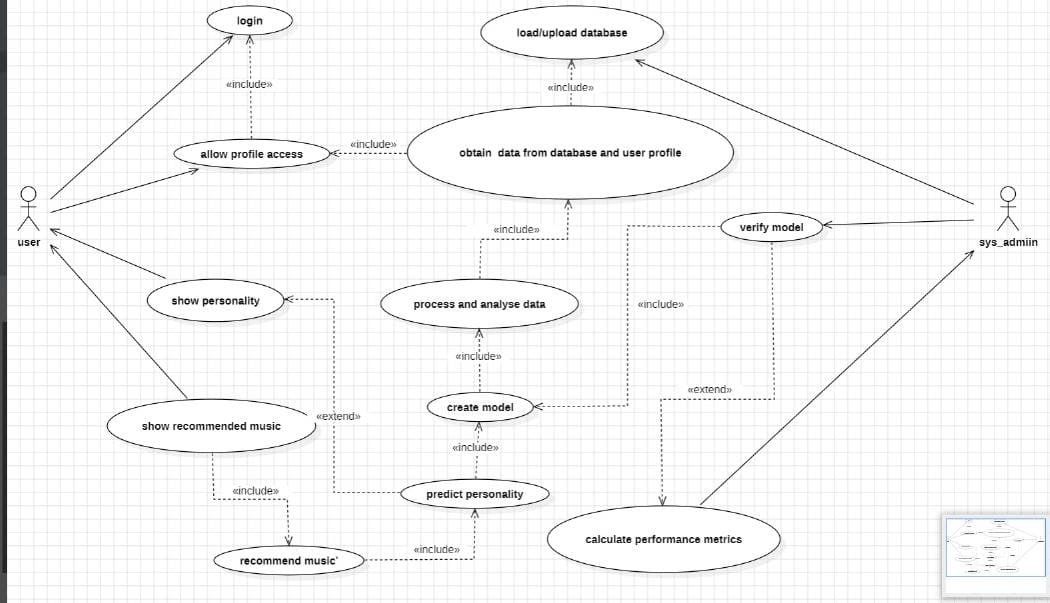 login
load/upload database
«include»
«include»
«include»
allow profile access
obtain data from database and user profile
«include»
verify model
user
sys_admiin
show personality
process and analyse data
«include»
«include»
«extend»
create model
«extend»
show recommended music
«include»
«include»
predict personality
calculate performance metrics
«include»
recommend music